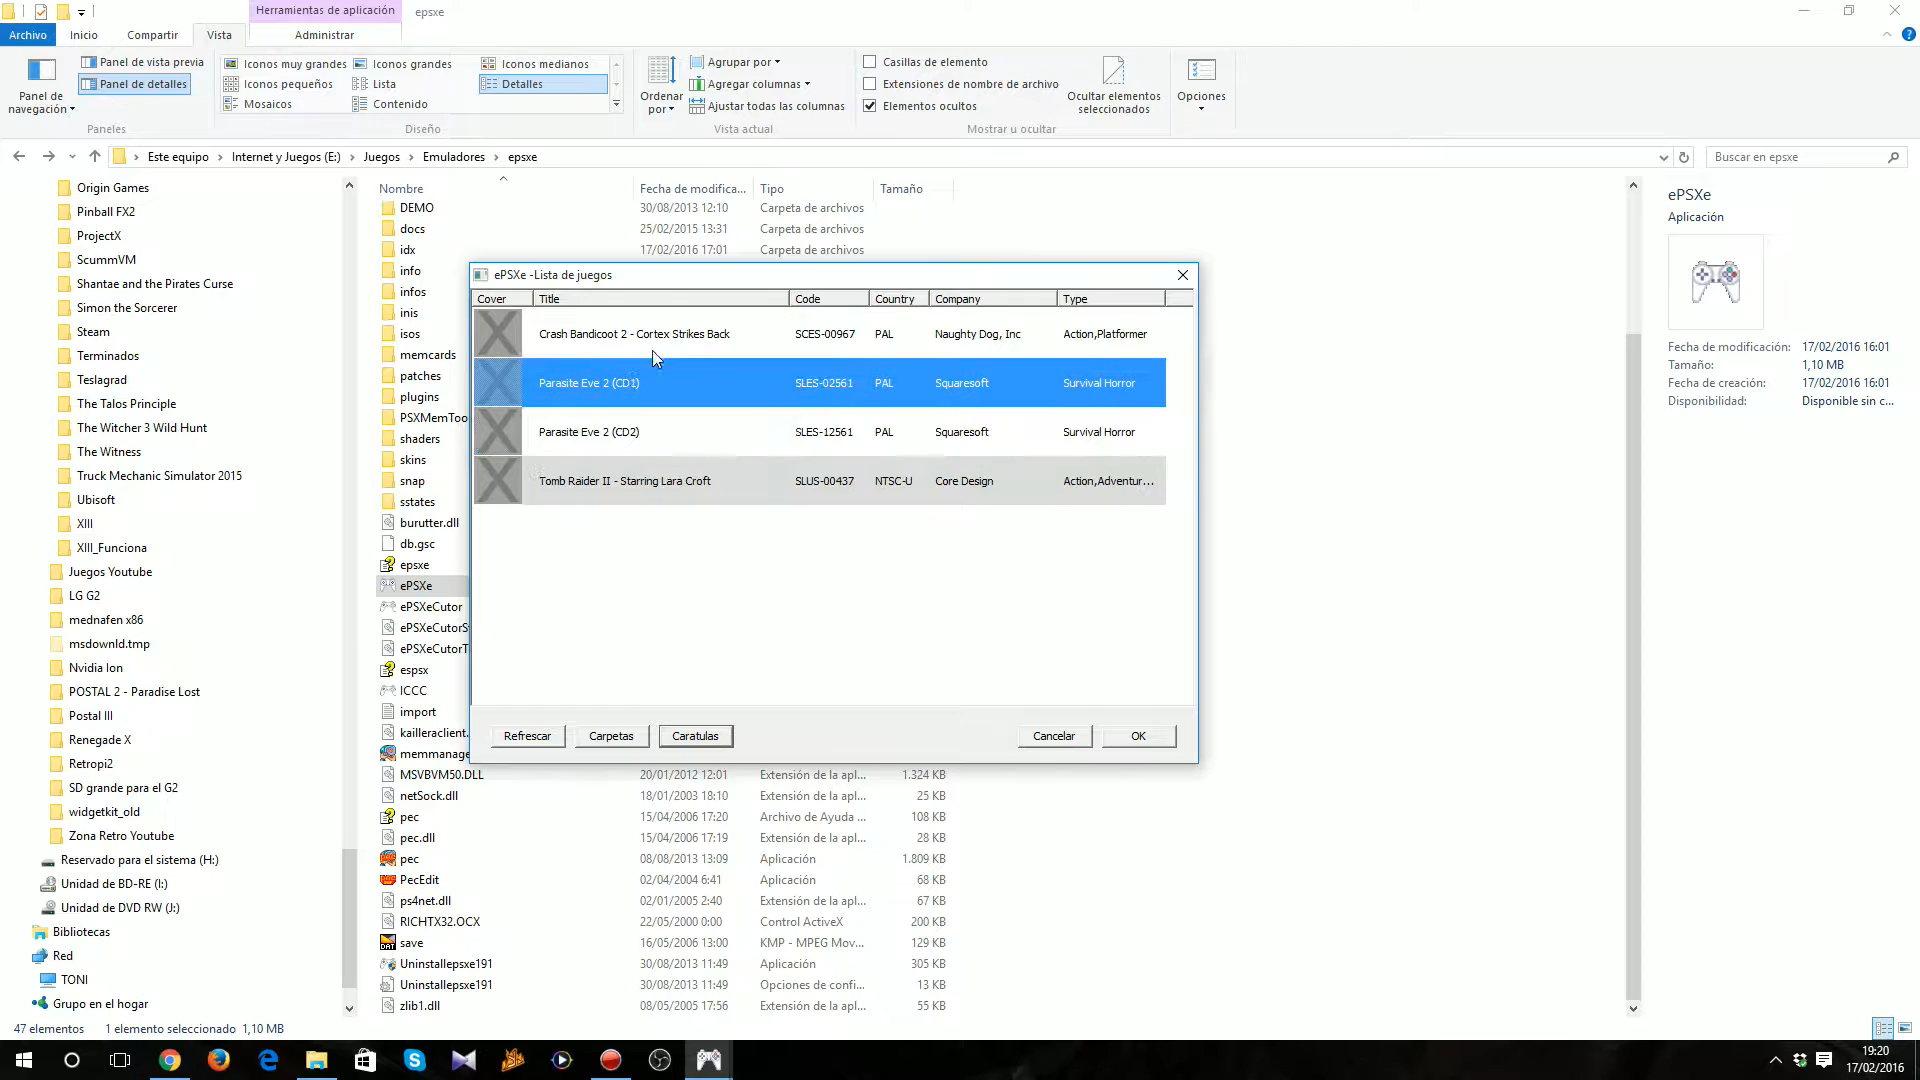 Herramientas de aplicación
epsxe
Archivo Inicio Compartir Vista Administrar
Panel de navegación
Panel de vista previa
Panel de detalles
Paneles
Iconos muy grandes Iconos grandes Iconos medianos
Iconos pequeños Lista Detalles
Mosaicos Contenido
Diseño
Ordenar por
Agrupar por
Agregar columnas
Ajustar todas las columnas
Vista actual
Casillas de elemento
Extensiones de nombre de archivo
Elementos ocultos
Ocultar elementos seleccionados
Mostrar u ocultar
Opciones
Este equipo > Internet y Juegos (E:) > Juegos > Emuladores > epsxe
Buscar en epsxe
Origin Games
Pinball FX2
ProjectX
ScummVM
Shantae and the Pirates Curse
Simon the Sorcerer
Steam
Terminados
Teslagrad
The Talos Principle
The Witcher 3 Wild Hunt
The Witness
Truck Mechanic Simulator 2015
Ubisoft
XIII
XIII_Funciona
Juegos Youtube
LG G2
mednafen x86
msdownld.tmp
Nvidia Ion
POSTAL 2 - Paradise Lost
Postal III
Renegade X
Retropi2
SD grande para el G2
widgetkit_old
Zona Retro Youtube
Reservado para el sistema (H:)
Unidad de BD-RE (I:)
Unidad de DVD RW (J:)
Bibliotecas
Red
TONI
Grupo en el hogar
Nombre Fecha de modifica... Tipo Tamaño
DEMO 30/08/2013 12:10 Carpeta de archivos
docs 25/02/2015 13:31 Carpeta de archivos
idx 17/02/2016 17:01 Carpeta de archivos
info
infos
inis
isos
memcards
patches
plugins
PSXMemToo
shaders
skins
snap
sstates
burutter.dll
db.gsc
epsxe
ePSXe
ePSXeCutor
ePSXeCutorS
ePSXeCutorT
espsx
ICCC
import
kailleraclient.
memmanage
MSVBVM50.DLL 20/01/2012 12:01 Extensión de la apl... 1.324 KB
netSock.dll 18/01/2003 18:10 Extensión de la apl... 25 KB
pec 15/04/2006 17:20 Archivo de Ayuda ... 108 KB
pec.dll 15/04/2006 17:19 Extensión de la apl... 28 KB
pec 08/08/2013 13:09 Aplicación 1.809 KB
PecEdit 02/04/2004 6:41 Aplicación 68 KB
ps4net.dll 02/01/2005 2:40 Extensión de la apl... 67 KB
RICHTX32.OCX 22/05/2000 0:00 Control ActiveX 200 KB
save 16/05/2006 13:00 KMP - MPEG Mov... 129 KB
Uninstallepsxe191 30/08/2013 11:49 Aplicación 305 KB
Uninstallepsxe191 30/08/2013 11:49 Opciones de confi... 13 KB
zlib1.dll 08/05/2005 17:56 Extensión de la apl... 55 KB
ePSXe -Lista de juegos
Cover Title Code Country Company Type
Crash Bandicoot 2 - Cortex Strikes Back SCES-00967 PAL Naughty Dog, Inc Action,Platformer
Parasite Eve 2 (CD1) SLES-02561 PAL Squaresoft Survival Horror
Parasite Eve 2 (CD2) SLES-12561 PAL Squaresoft Survival Horror
Tomb Raider II - Starring Lara Croft SLUS-00437 NTSC-U Core Design Action,Adventur...
Refrescar Carpetas Caratulas Cancelar OK
ePSXe
Aplicación
Fecha de modificación: 17/02/2016 16:01
Tamaño: 1,10 MB
Fecha de creación: 17/02/2016 16:01
Disponibilidad: Disponible sin c...
47 elementos 1 elemento seleccionado 1,10 MB
19:20
17/02/2016